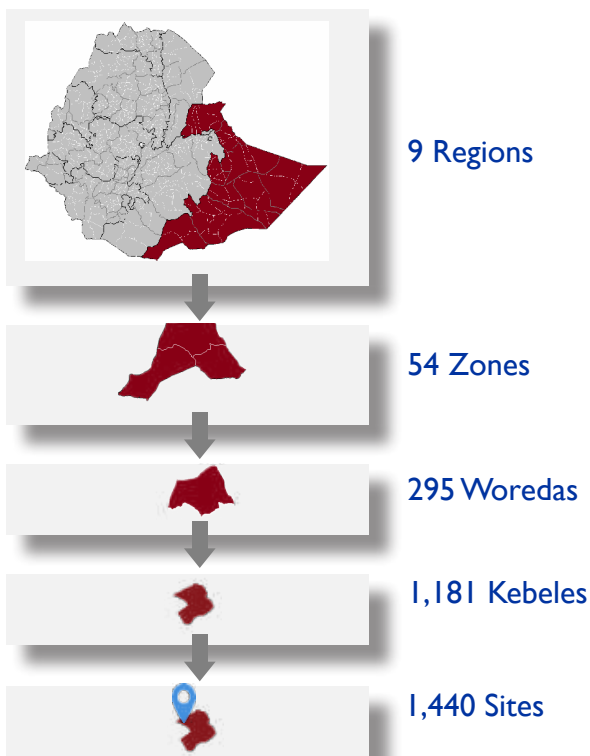 9 Regions
54 Zones
295 Woredas
1,181 Kebeles
1,440 Sites